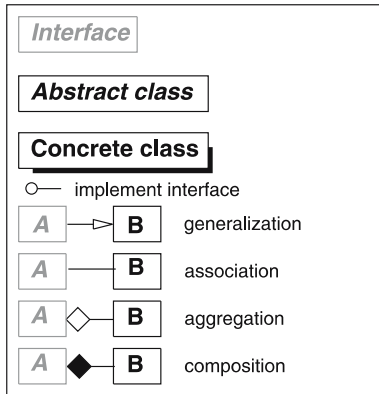 Interface
Abstract class
Concrete class
implement interface
A B generalization
A B association
A B aggregation
A B composition